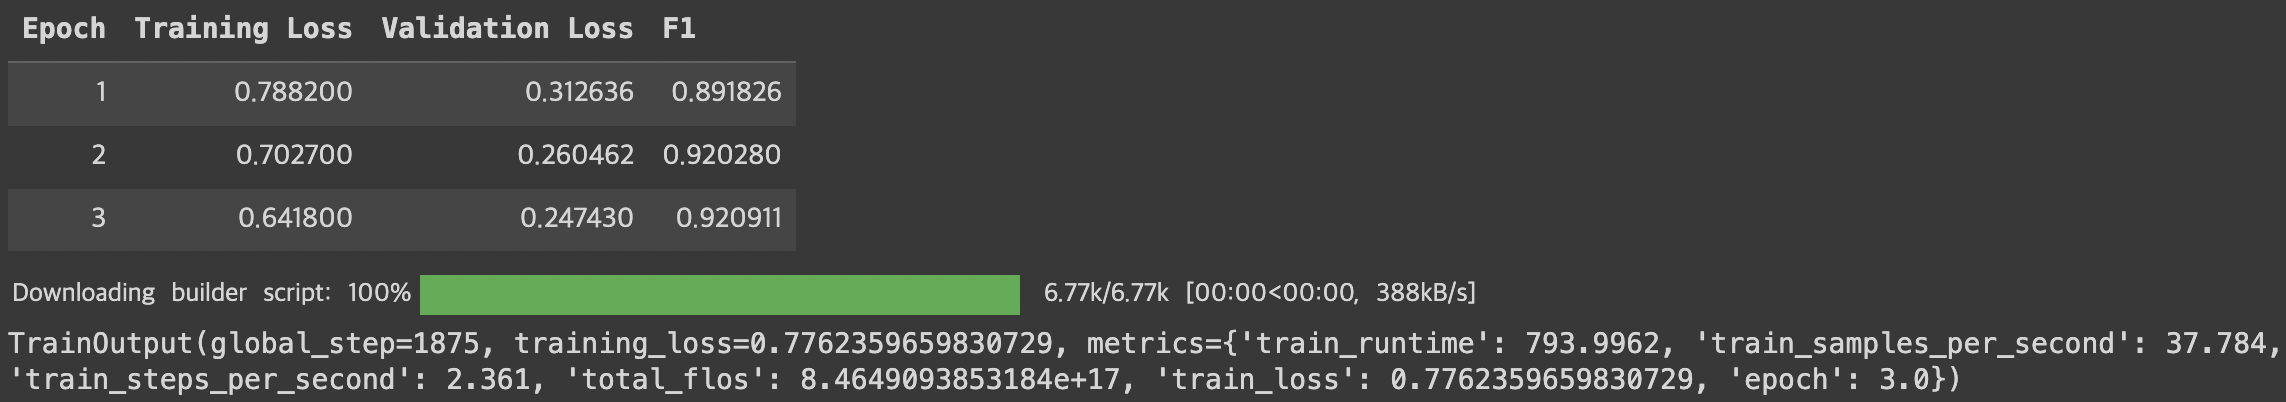 Epoch Training Loss Validation Loss F1
1 0.788200 0.312636 0.891826
2 0.702700 0.260462 0.920280
3 0.641800 0.247430 0.920911
Downloading builder script: 100% 6.77k/6.77k [00:00<00:00, 388kB/s]
TrainOutput(global_step=1875, training_loss=0.7762359659830729, metrics={'train_runtime': 793.9962, 'train_samples_per_second': 37.784,
'train_steps_per_second': 2.361, 'total_flos': 8.4649093853184e+17, 'train_loss': 0.7762359659830729, 'epoch': 3.0})